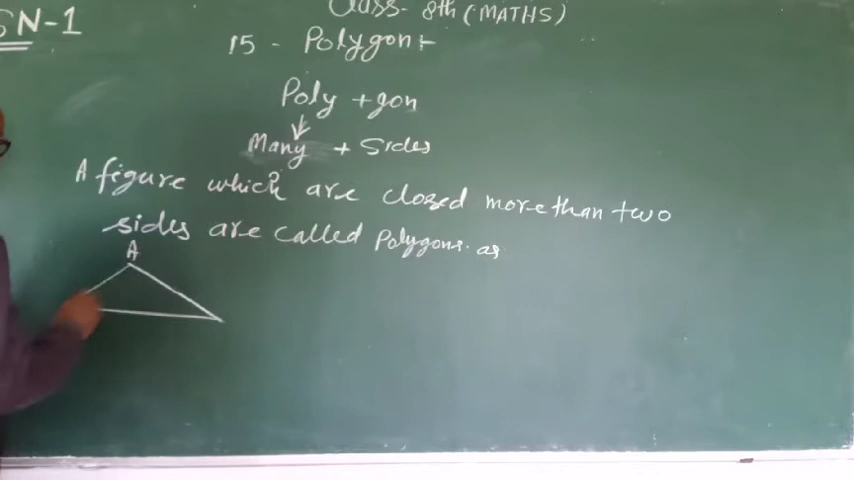 SN-1
Class- 8th (MATHS)
15 - Polygon:-
Poly + gon
Many + Sides
A figure which are closed more than two
sides are called Polygons. as
A